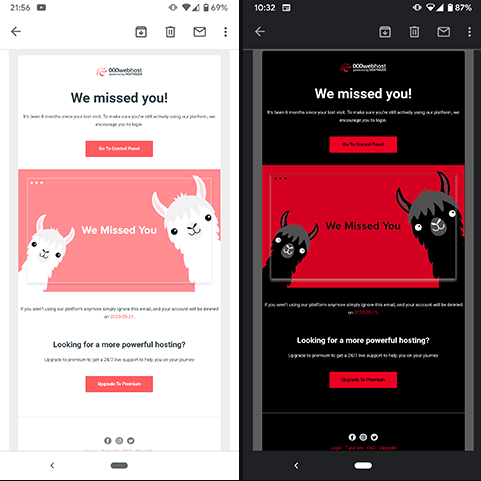 21:56
69%
000webhost
powered by HOSTINGER
We missed you!
It's been 6 months since your last visit. To make sure you're still actively using our platform, we
encourage you to login.
Go To Control Panel
We Missed You
If you aren't using our platform anymore simply ignore this email, and your account will be deleted
on 2020-05-21.
Looking for a more powerful hosting?
Upgrade to premium to get a 24/7 live support to help you on your journey
Upgrade To Premium
10:32
87%
000webhost
powered by HOSTINGER
We missed you!
It's been 6 months since your last visit. To make sure you're still actively using our platform, we
encourage you to login.
Go To Control Panel
We Missed You
If you aren't using our platform anymore simply ignore this email, and your account will be deleted
on 2020-05-21.
Looking for a more powerful hosting?
Upgrade to premium to get a 24/7 live support to help you on your journey
Upgrade To Premium
Login Tutorials FAQ Upgrade